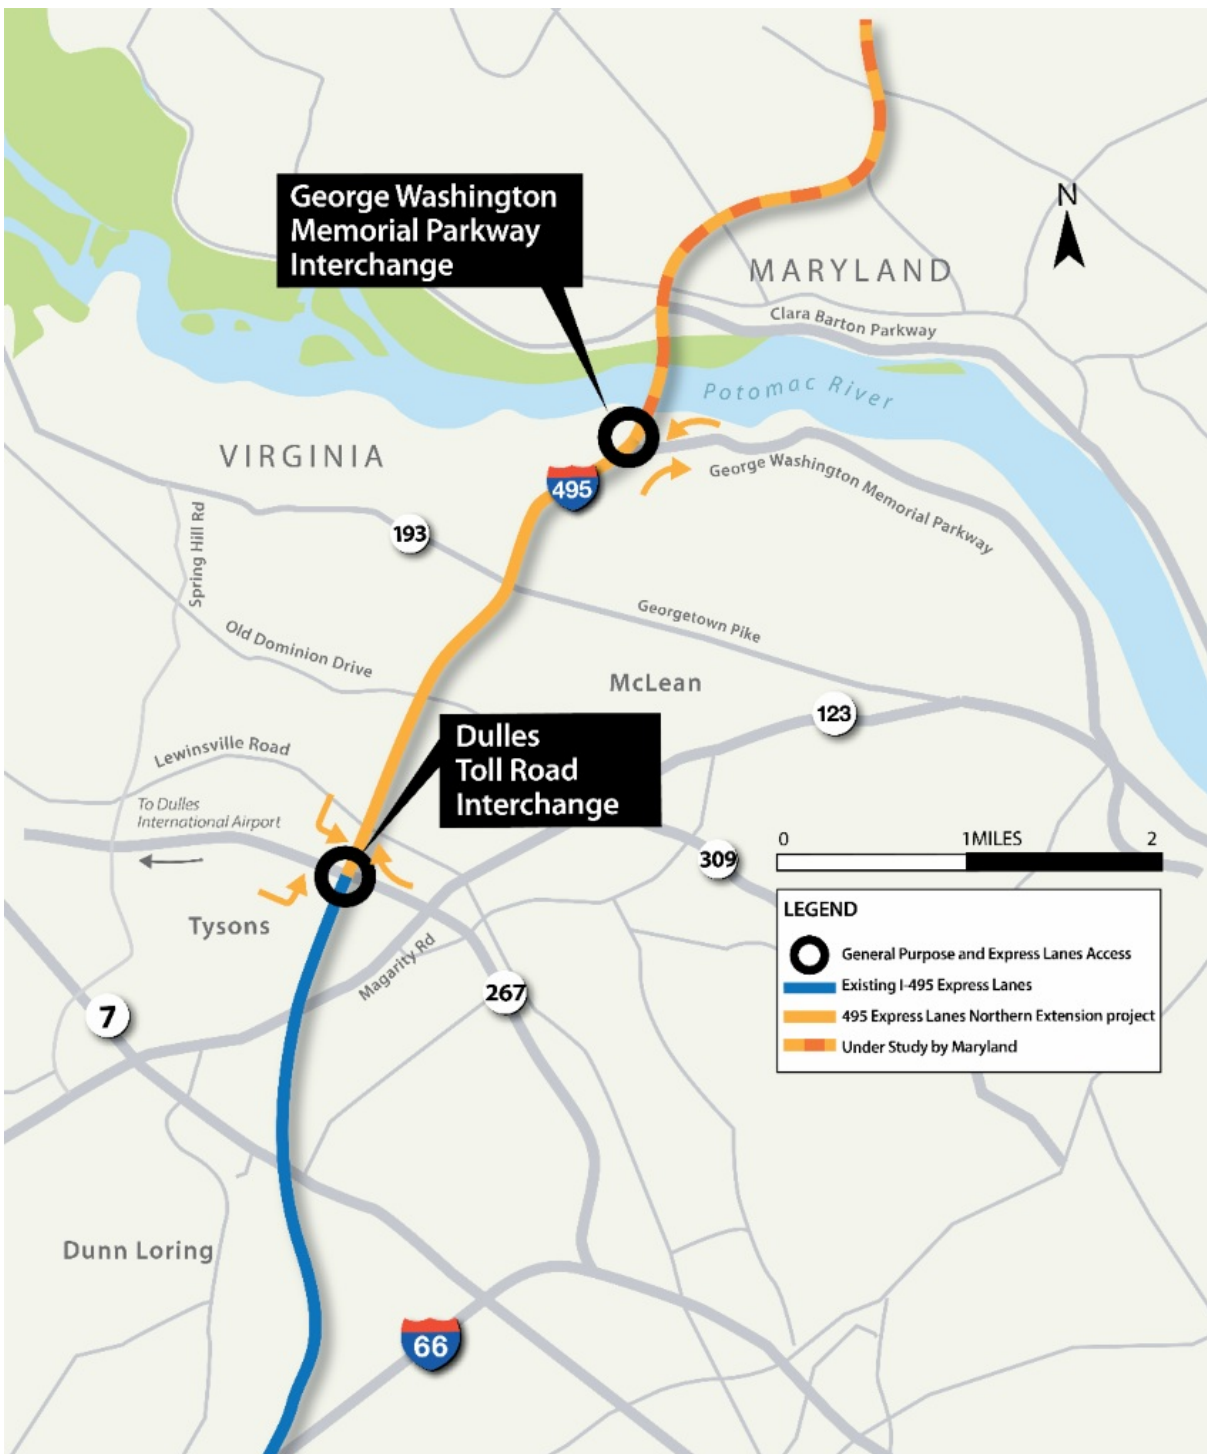 George Washington
Memorial Parkway
Interchange
N
MARYLAND
Clara Barton Parkway
Potomac River
VIRGINIA
495
George Washington Memorial Parkway
193
Spring Hill Rd
Georgetown Pike
Old Dominion Drive
McLean
123
Dulles
Toll Road
Interchange
Lewinsville Road
To Dulles
International Airport
0 1 MILES 2
309
Tysons
Magarity Rd
267
7
LEGEND
General Purpose and Express Lanes Access
Existing I-495 Express Lanes
495 Express Lanes Northern Extension project
Under Study by Maryland
Dunn Loring
66